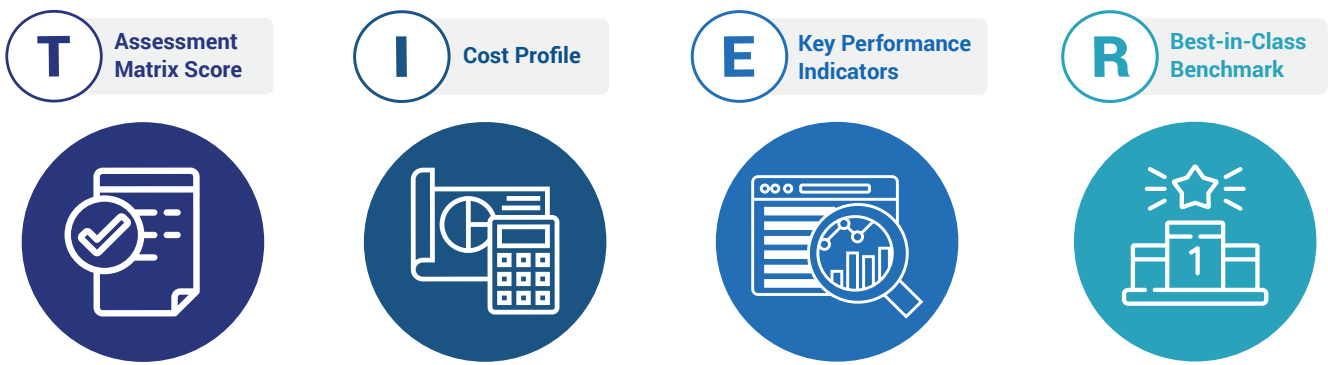 T
Assessment
Matrix Score
I
Cost Profile
E
Key Performance
Indicators
R
Best-in-Class
Benchmark
1